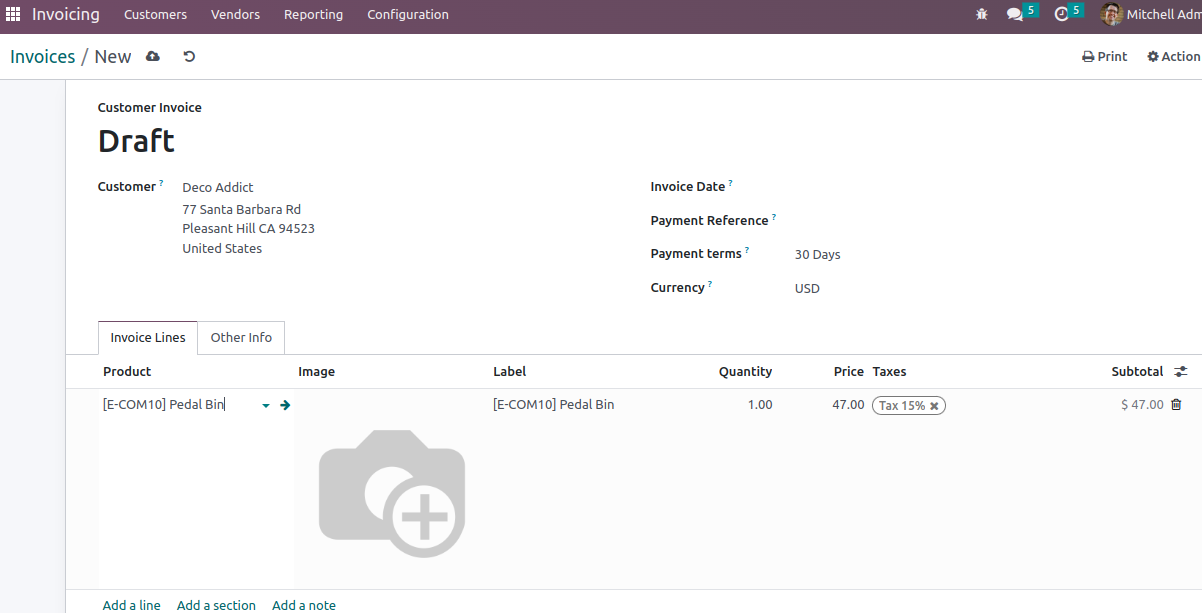 Invoicing Customers Vendors Reporting Configuration 5 5 Mitchell Adm
Invoices / New Print Action
Customer Invoice
Draft
Customer ? Deco Addict Invoice Date ?
77 Santa Barbara Rd
Payment Reference ?
Pleasant Hill CA 94523
United States
Payment terms ? 30 Days
Currency ? USD
Invoice Lines Other Info
Product Image Label Quantity Price Taxes Subtotal
[E-COM10] Pedal Bin [E-COM10] Pedal Bin 1.00 47.00 Tax 15% $ 47.00
Add a line Add a section Add a note